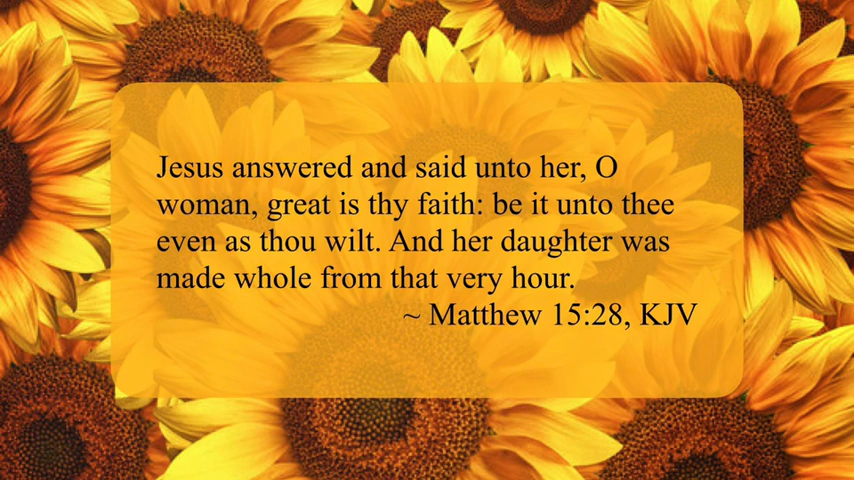 Jesus answered and said unto her, O
woman, great is thy faith: be it unto thee
even as thou wilt. And her daughter was
made whole from that very hour.
~ Matthew 15:28, KJV